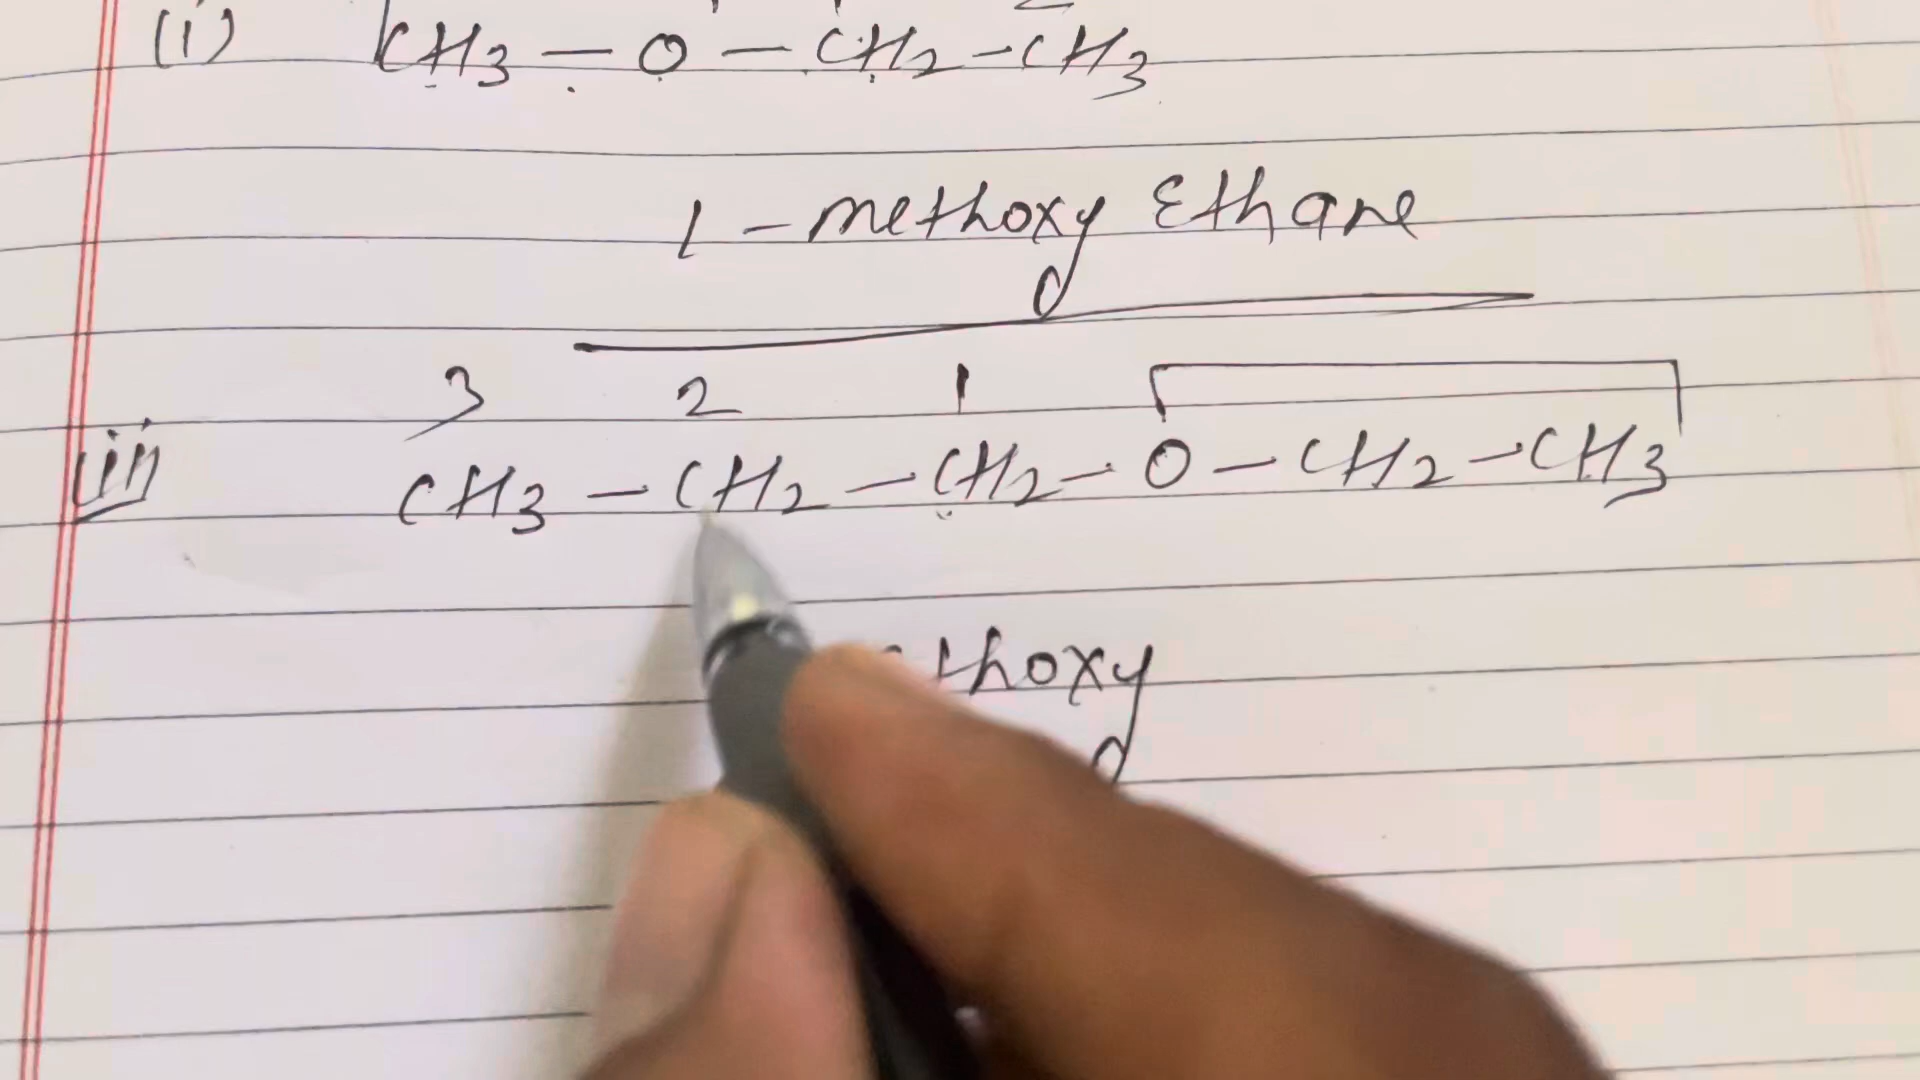 (i) CH3 - O - CH2 - CH3
1 - methoxy Ethane
3 2 1
(ii) CH3 - CH2 - CH2 - O - CH2 - CH3
thoxy